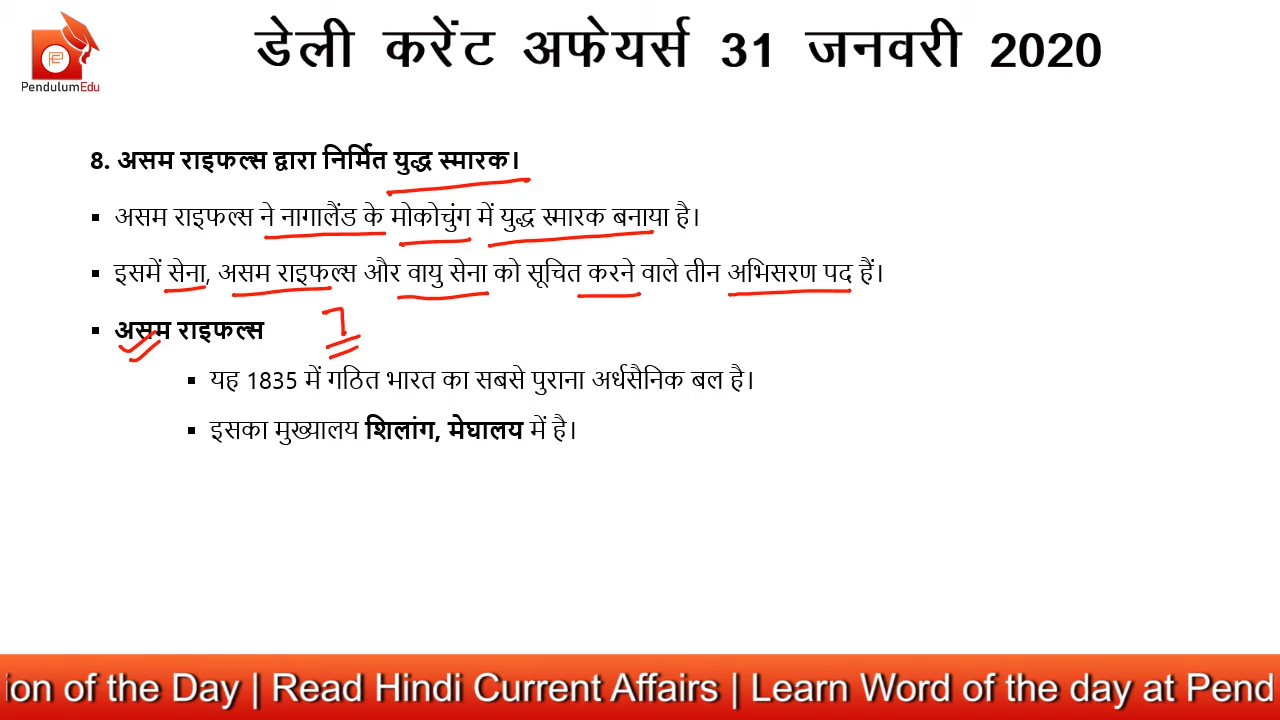 डेली करेंट अफेयर्स 31 जनवरी 2020
PendulumEdu
8. असम राइफल्स द्वारा निर्मित युद्ध स्मारक।
▪ असम राइफल्स ने नागालैंड के मोकोचुंग में युद्ध स्मारक बनाया है।
▪ इसमें सेना, असम राइफल्स और वायु सेना को सूचित करने वाले तीन अभिसरण पद हैं।
▪ असम राइफल्स
7
▪ यह 1835 में गठित भारत का सबसे पुराना अर्धसैनिक बल है।
▪ इसका मुख्यालय शिलांग, मेघालय में है।
ion of the Day | Read Hindi Current Affairs | Learn Word of the day at Pend